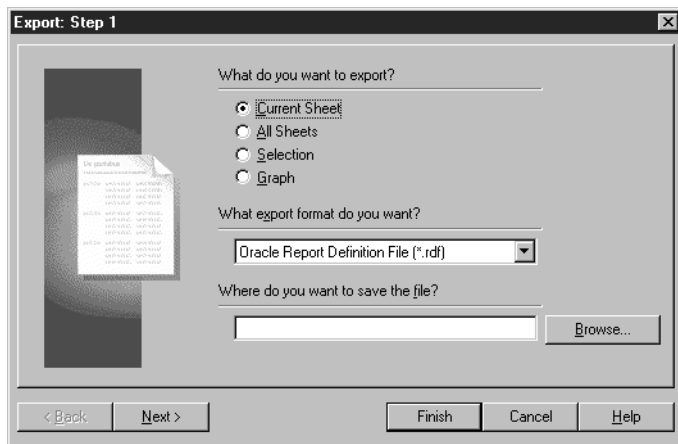 Export: Step 1
What do you want to export?
Current Sheet
All Sheets
Selection
Graph
What export format do you want?
Oracle Report Definition File (*.rdf)
Where do you want to save the file?
Browse...
< Back
Next >
Finish
Cancel
Help